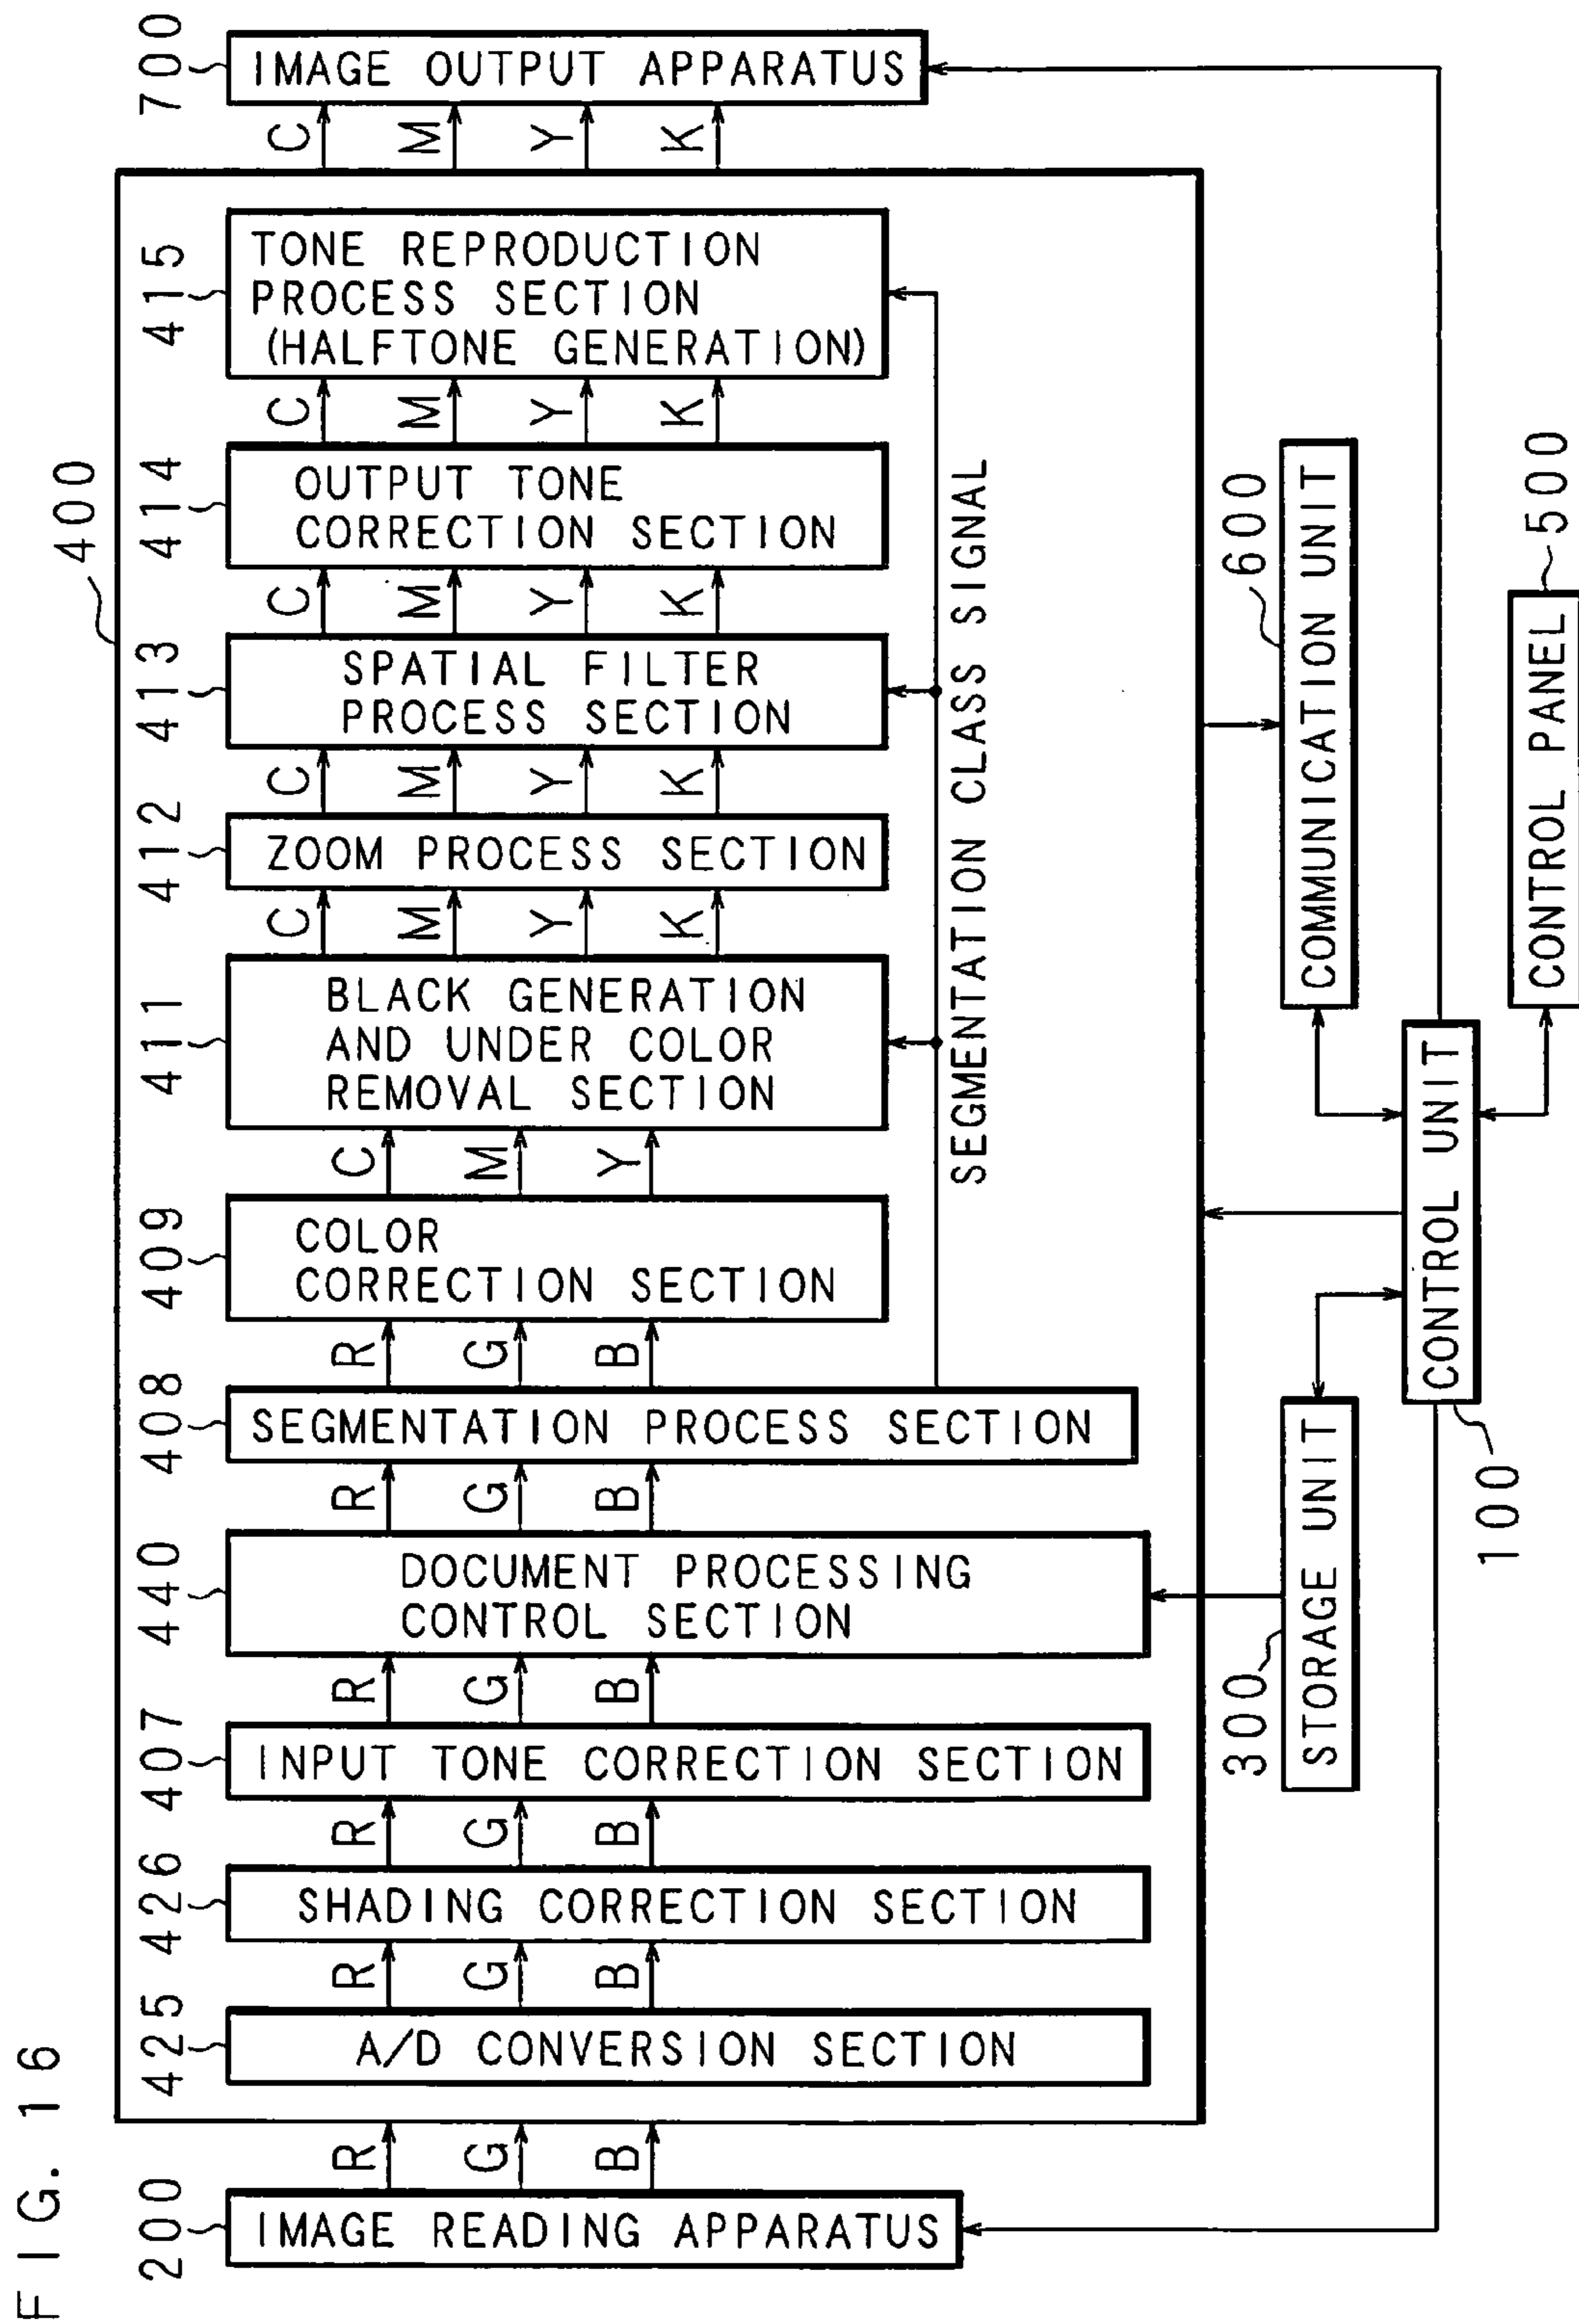 FIG. 16
200
IMAGE READING APPARATUS
R
G
B
400
425
A/D CONVERSION SECTION
R
G
B
426
SHADING CORRECTION SECTION
R
G
B
407
INPUT TONE CORRECTION SECTION
R
G
B
440
DOCUMENT PROCESSING
CONTROL SECTION
R
G
B
408
SEGMENTATION PROCESS SECTION
R
G
B
409
COLOR
CORRECTION SECTION
C
M
Y
411
BLACK GENERATION
AND UNDER COLOR
REMOVAL SECTION
C
M
Y
K
412
ZOOM PROCESS SECTION
C
M
Y
K
413
SPATIAL FILTER
PROCESS SECTION
C
M
Y
K
414
OUTPUT TONE
CORRECTION SECTION
C
M
Y
K
415
TONE REPRODUCTION
PROCESS SECTION
(HALFTONE GENERATION)
C
M
Y
K
700
IMAGE OUTPUT APPARATUS
SEGMENTATION CLASS SIGNAL
300
STORAGE UNIT
600
COMMUNICATION UNIT
100
CONTROL UNIT
500
CONTROL PANEL